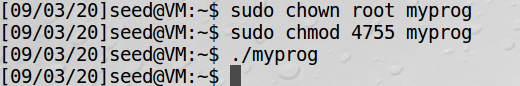 [09/03/20]seed@VM:~$ sudo chown root myprog
[09/03/20]seed@VM:~$ sudo chmod 4755 myprog
[09/03/20]seed@VM:~$ ./myprog
[09/03/20]seed@VM:~$